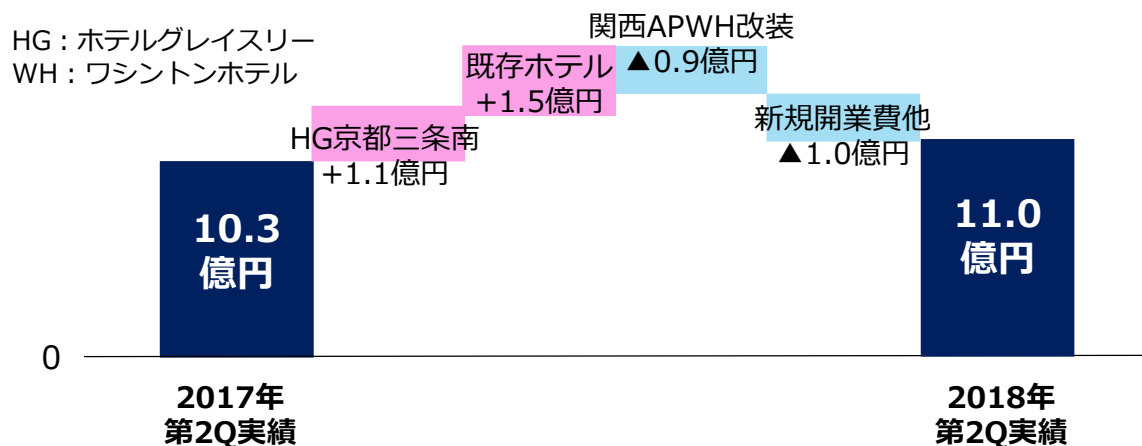 HG：ホテルグレイスリー
WH：ワシントンホテル
HG京都三条南
+1.1億円
既存ホテル
+1.5億円
関西APWH改装
▲0.9億円
新規開業費他
▲1.0億円
10.3
億円
11.0
億円
0
2017年
第2Q実績
2018年
第2Q実績